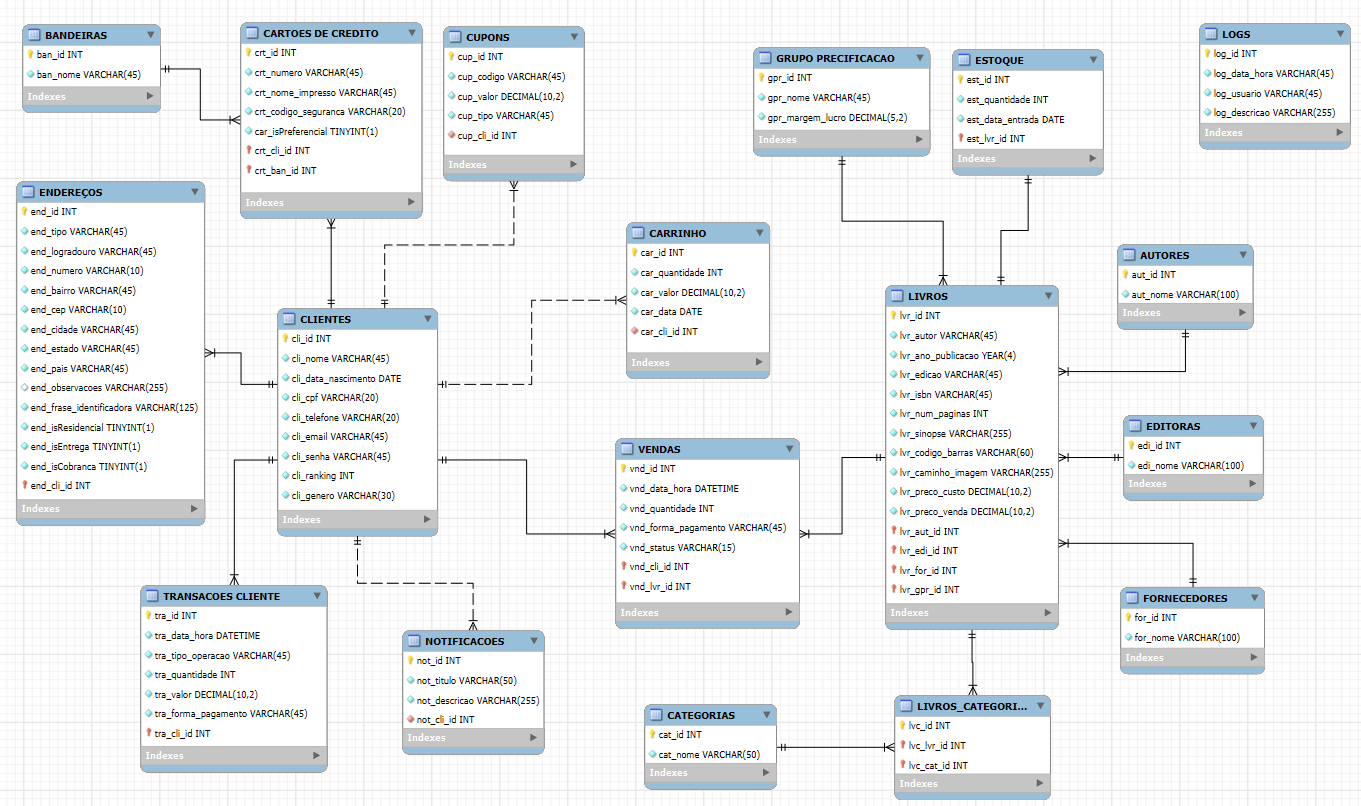 BANDEIRAS
ban_id INT
ban_nome VARCHAR(45)
Indexes
CARTOES DE CREDITO
crt_id INT
crt_numero VARCHAR(45)
crt_nome_impresso VARCHAR(45)
crt_codigo_seguranca VARCHAR(20)
car_isPreferencial TINYINT(1)
crt_cli_id INT
crt_ban_id INT
Indexes
CUPONS
cup_id INT
cup_codigo VARCHAR(45)
cup_valor DECIMAL(10,2)
cup_tipo VARCHAR(45)
cup_cli_id INT
Indexes
GRUPO PRECIFICACAO
gpr_id INT
gpr_nome VARCHAR(45)
gpr_margem_lucro DECIMAL(5,2)
Indexes
ESTOQUE
est_id INT
est_quantidade INT
est_data_entrada DATE
est_lvr_id INT
Indexes
LOGS
log_id INT
log_data_hora VARCHAR(45)
log_usuario VARCHAR(45)
log_descricao VARCHAR(255)
Indexes
ENDEREÇOS
end_id INT
end_tipo VARCHAR(45)
end_logradouro VARCHAR(45)
end_numero VARCHAR(10)
end_bairro VARCHAR(45)
end_cep VARCHAR(10)
end_cidade VARCHAR(45)
end_estado VARCHAR(45)
end_pais VARCHAR(45)
end_observacoes VARCHAR(255)
end_frase_identificadora VARCHAR(125)
end_isResidencial TINYINT(1)
end_isEntrega TINYINT(1)
end_isCobranca TINYINT(1)
end_cli_id INT
Indexes
CARRINHO
car_id INT
car_quantidade INT
car_valor DECIMAL(10,2)
car_data DATE
car_cli_id INT
Indexes
CLIENTES
cli_id INT
cli_nome VARCHAR(45)
cli_data_nascimento DATE
cli_cpf VARCHAR(20)
cli_telefone VARCHAR(20)
cli_email VARCHAR(45)
cli_senha VARCHAR(45)
cli_ranking INT
cli_genero VARCHAR(30)
Indexes
LIVROS
lvr_id INT
lvr_autor VARCHAR(45)
lvr_ano_publicacao YEAR(4)
lvr_edicao VARCHAR(45)
lvr_isbn VARCHAR(45)
lvr_num_paginas INT
lvr_sinopse VARCHAR(255)
lvr_codigo_barras VARCHAR(60)
lvr_caminho_imagem VARCHAR(255)
lvr_preco_custo DECIMAL(10,2)
lvr_preco_venda DECIMAL(10,2)
lvr_aut_id INT
lvr_edi_id INT
lvr_for_id INT
lvr_gpr_id INT
Indexes
AUTORES
aut_id INT
aut_nome VARCHAR(100)
Indexes
EDITORAS
edi_id INT
edi_nome VARCHAR(100)
Indexes
VENDAS
vnd_id INT
vnd_data_hora DATETIME
vnd_quantidade INT
vnd_forma_pagamento VARCHAR(45)
vnd_status VARCHAR(15)
vnd_cli_id INT
vnd_lvr_id INT
Indexes
TRANSACOES CLIENTE
tra_id INT
tra_data_hora DATETIME
tra_tipo_operacao VARCHAR(45)
tra_quantidade INT
tra_valor DECIMAL(10,2)
tra_forma_pagamento VARCHAR(45)
tra_cli_id INT
Indexes
NOTIFICACOES
not_id INT
not_titulo VARCHAR(50)
not_descricao VARCHAR(255)
not_cli_id INT
Indexes
FORNECEDORES
for_id INT
for_nome VARCHAR(100)
Indexes
CATEGORIAS
cat_id INT
cat_nome VARCHAR(50)
Indexes
LIVROS_CATEGORI...
lvc_id INT
lvc_lvr_id INT
lvc_cat_id INT
Indexes